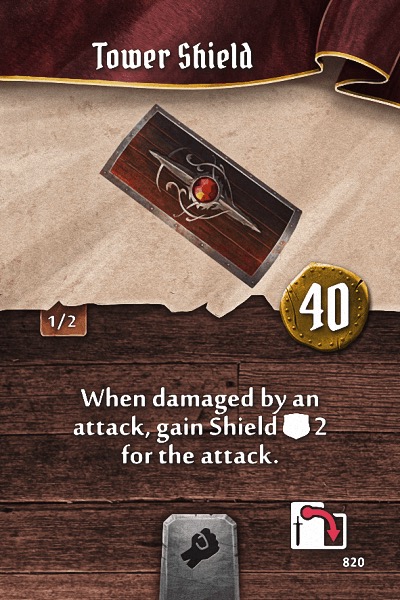 Tower Shield
40
1/2
When damaged by an
attack, gain Shield 2
for the attack.
820